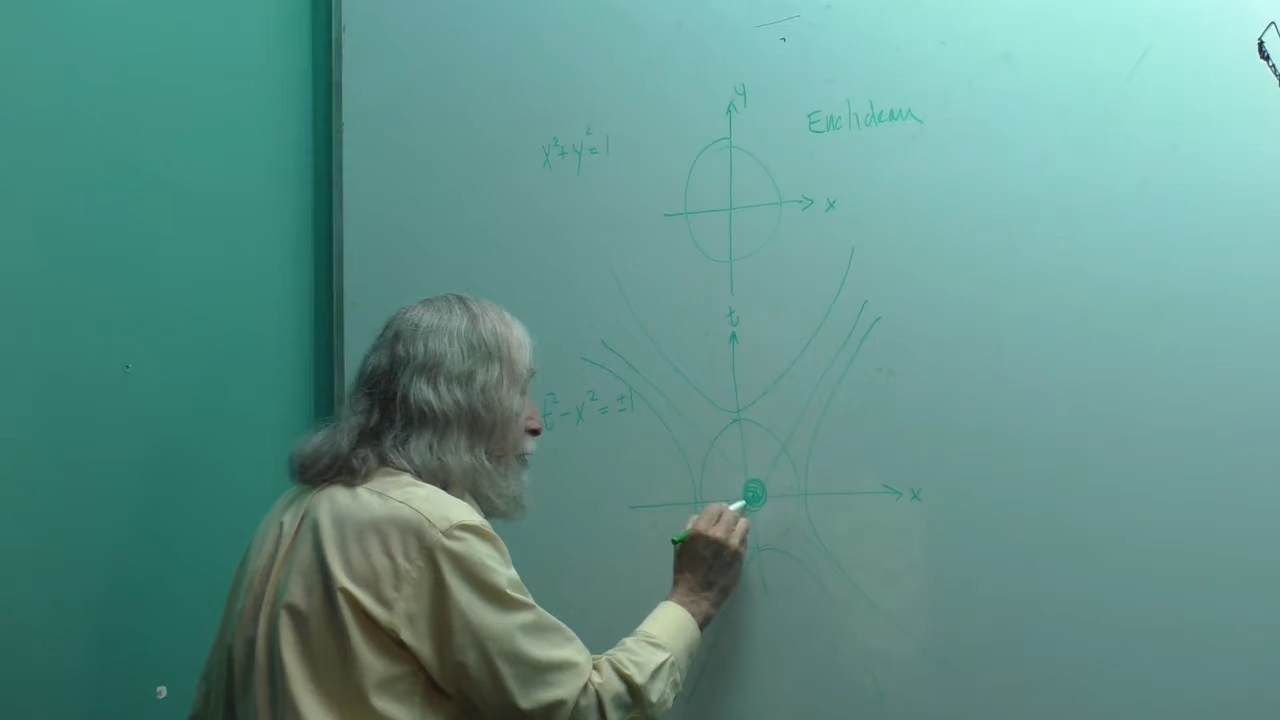 y
Euclidean
x²+y²=1
x
t
t²-x²=±1
x